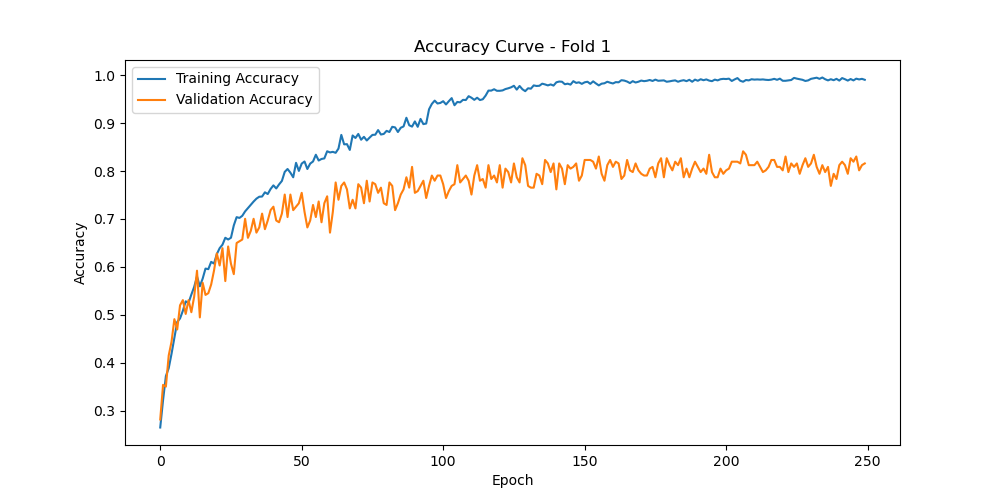 Accuracy Curve - Fold 1
Training Accuracy
Validation Accuracy
1.0
0.9
0.8
0.7
0.6
0.5
0.4
0.3
Accuracy
0
50
100
150
200
250
Epoch